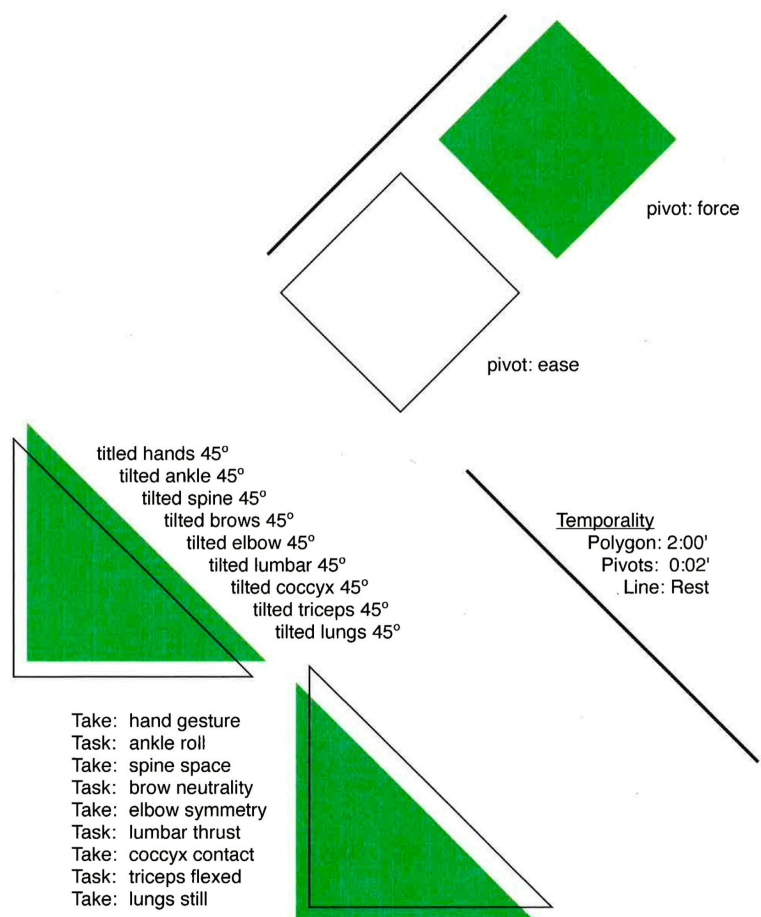 pivot: force
pivot: ease
titled hands 45º
tilted ankle 45º
tilted spine 45º
tilted brows 45º
tilted elbow 45º
tilted lumbar 45º
tilted coccyx 45º
tilted triceps 45º
tilted lungs 45º
Temporality
Polygon: 2:00'
Pivots: 0:02'
Line: Rest
Take: hand gesture
Task: ankle roll
Take: spine space
Task: brow neutrality
Take: elbow symmetry
Task: lumbar thrust
Take: coccyx contact
Task: triceps flexed
Take: lungs still